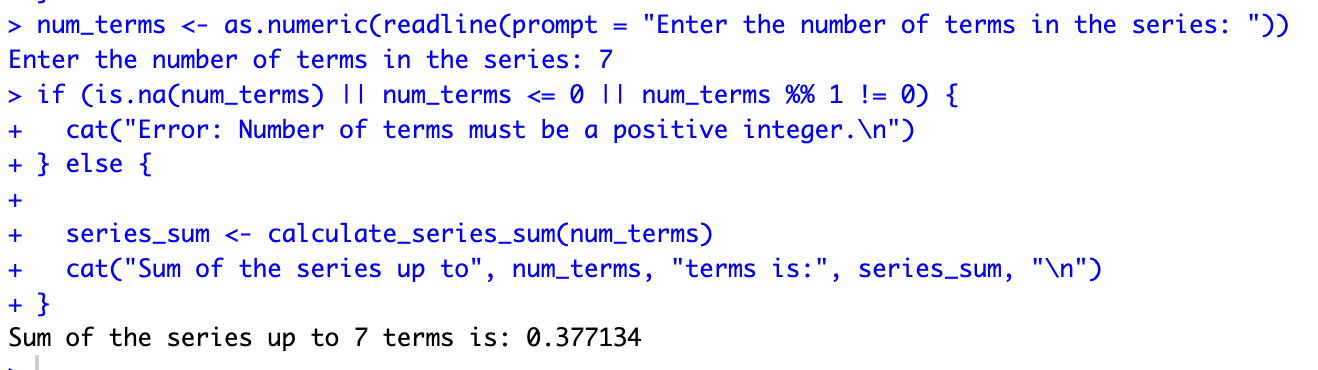 > num_terms <- as.numeric(readline(prompt = "Enter the number of terms in the series: "))
Enter the number of terms in the series: 7
> if (is.na(num_terms) || num_terms <= 0 || num_terms %% 1 != 0) {
+   cat("Error: Number of terms must be a positive integer.\n")
+ } else {
+
+   series_sum <- calculate_series_sum(num_terms)
+   cat("Sum of the series up to", num_terms, "terms is:", series_sum, "\n")
+ }
Sum of the series up to 7 terms is: 0.377134